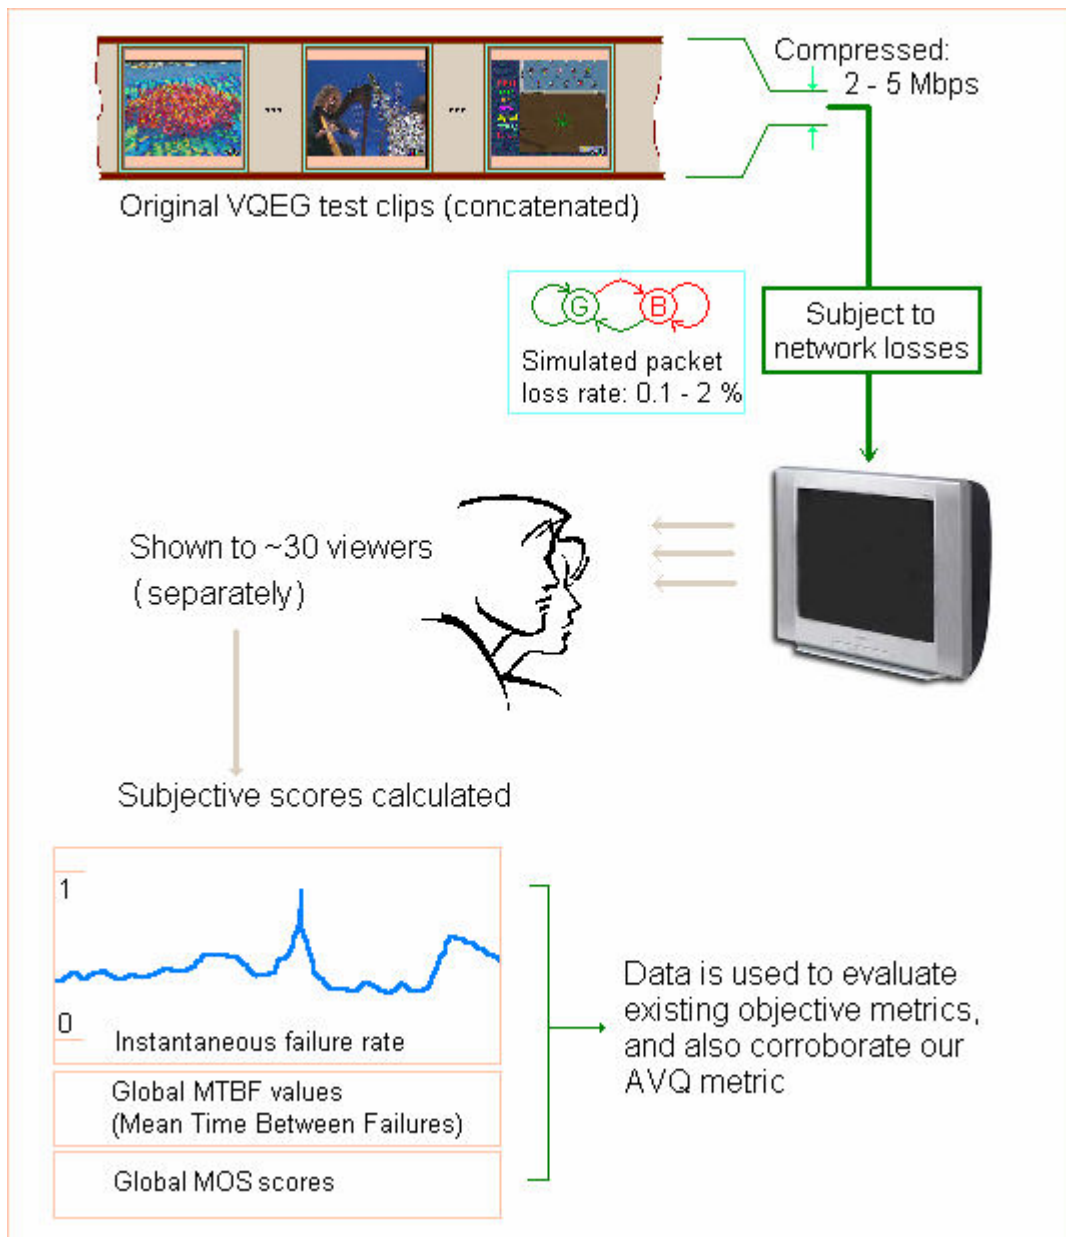 Compressed:
2 - 5 Mbps
...
...
Original VQEG test clips (concatenated)
G
B
Simulated packet
loss rate: 0.1 - 2 %
Subject to
network losses
Shown to ~30 viewers
(separately)
Subjective scores calculated
1
0
Instantaneous failure rate
Global MTBF values
(Mean Time Between Failures)
Global MOS scores
Data is used to evaluate
existing objective metrics,
and also corroborate our
AVQ metric